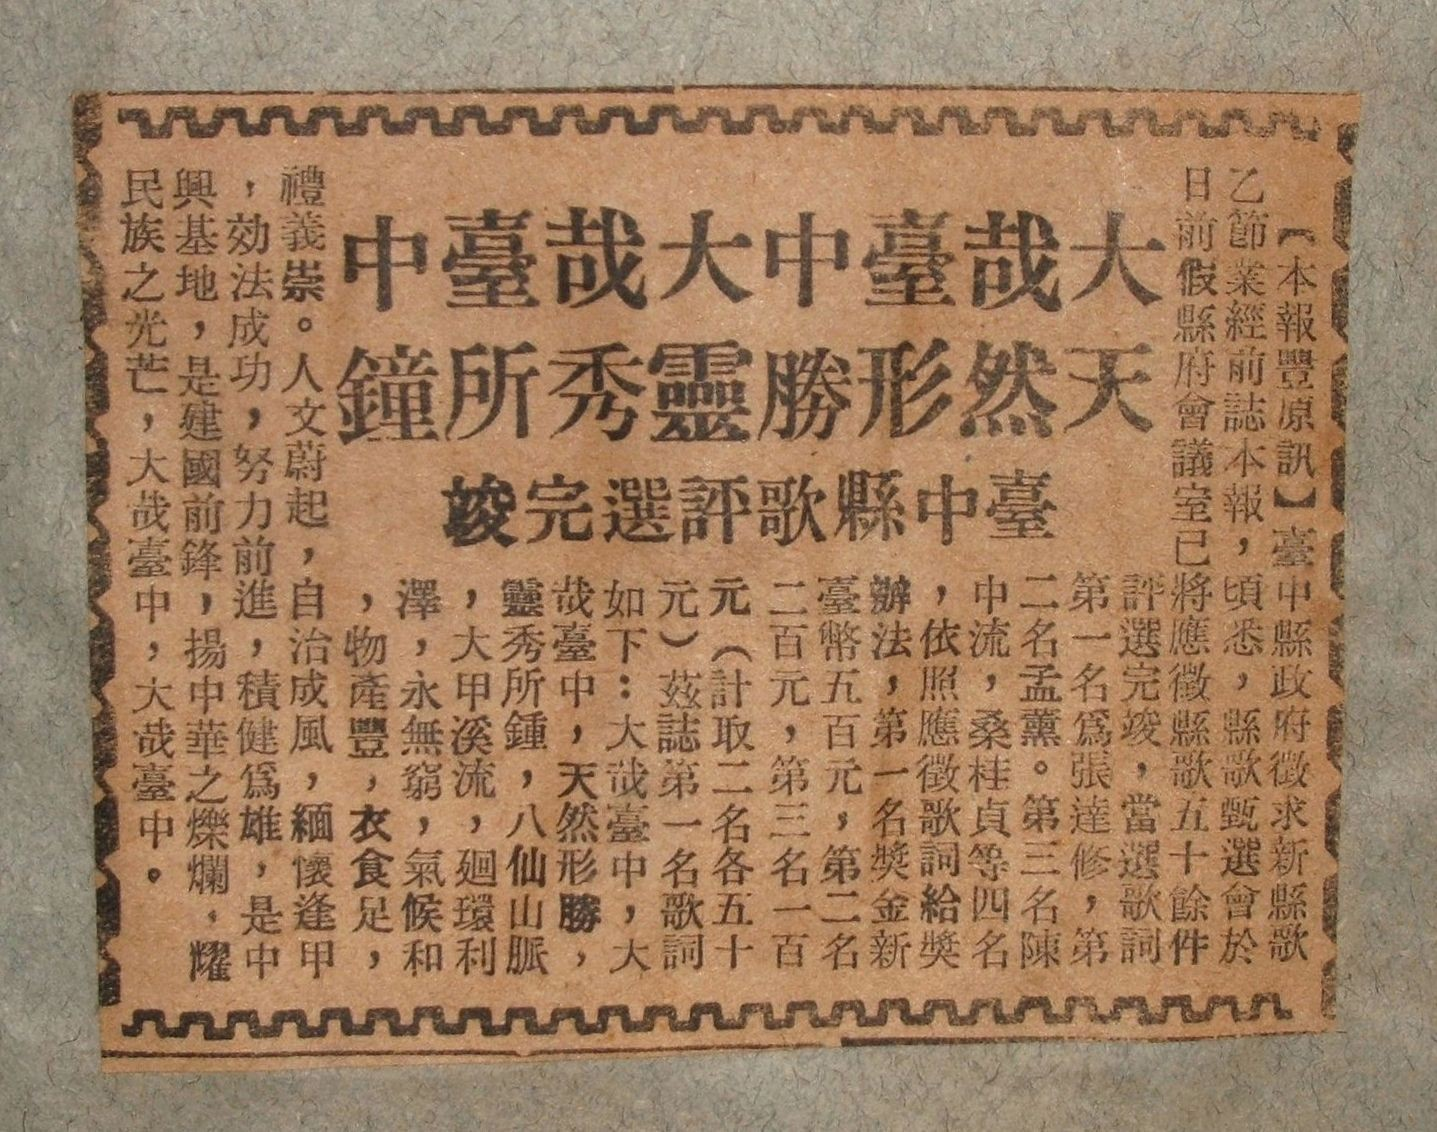 大哉臺中大哉臺中
天然形勝靈秀所鐘
臺中縣歌評選完竣
【本報豐原訊】臺中縣政府徵求新縣歌
乙節業經前誌本報，頃悉，縣歌甄選會於
日前假縣府會議室已將應徵縣歌五十餘件
評選完竣，當選歌詞
第一名爲張達修，第
二名孟薰。第三名陳
中流，桑桂貞等四名
，依照應徵歌詞給獎
辦法，第一名獎金新
臺幣五百元，第二名
二百元，第三名一百
元（計取二名各五十
元）茲誌第一名歌詞
如下：大哉臺中，大
哉臺中，天然形勝，
靈秀所鍾，八仙山脈
，大甲溪流，廻環利
澤，永無窮，氣候和
，物產豐，衣食足，
禮義崇。人文蔚起，自治成風，緬懷逢甲
，効法成功，努力前進，積健爲雄，是中
興基地，是建國前鋒，揚中華之爍爛，耀
民族之光芒，大哉臺中，大哉臺中。